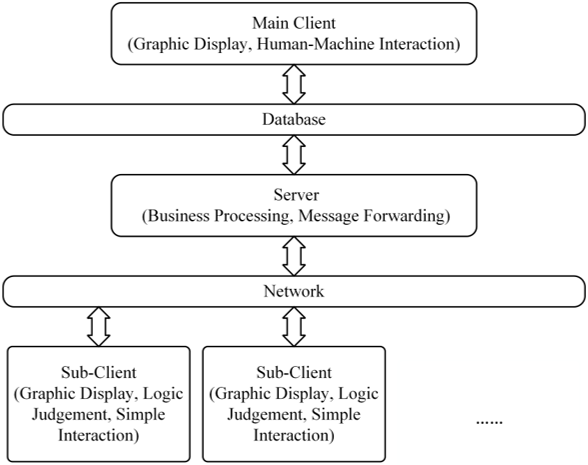 Main Client
(Graphic Display, Human-Machine Interaction)
Database
Server
(Business Processing, Message Forwarding)
Network
Sub-Client
(Graphic Display, Logic
Judgement, Simple
Interaction)
Sub-Client
(Graphic Display, Logic
Judgement, Simple
Interaction)
......